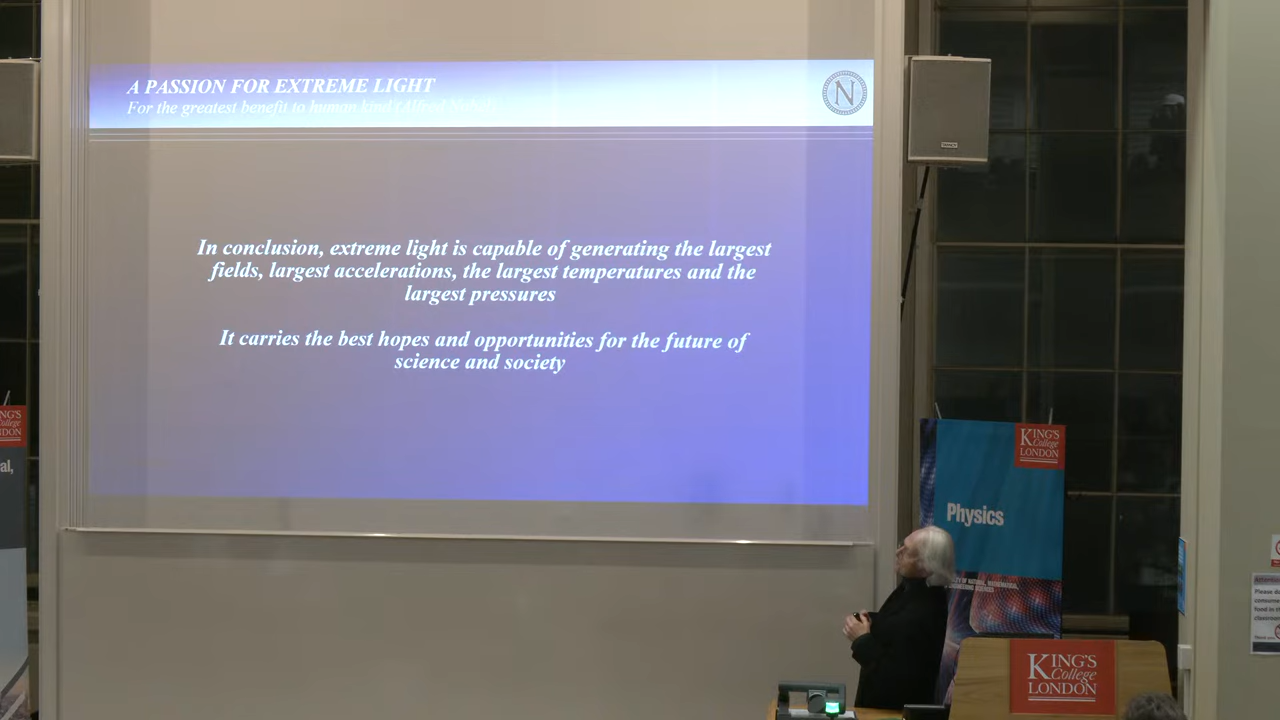 A PASSION FOR EXTREME LIGHT
For the greatest benefit to human kind (Alfred
N
In conclusion, extreme light is capable of generating the largest
fields, largest accelerations, the largest temperatures and the
largest pressures
It carries the best hopes and opportunities for the future of
science and society
KING'S
College
LONDON
Physics
KING'S
College
LONDON